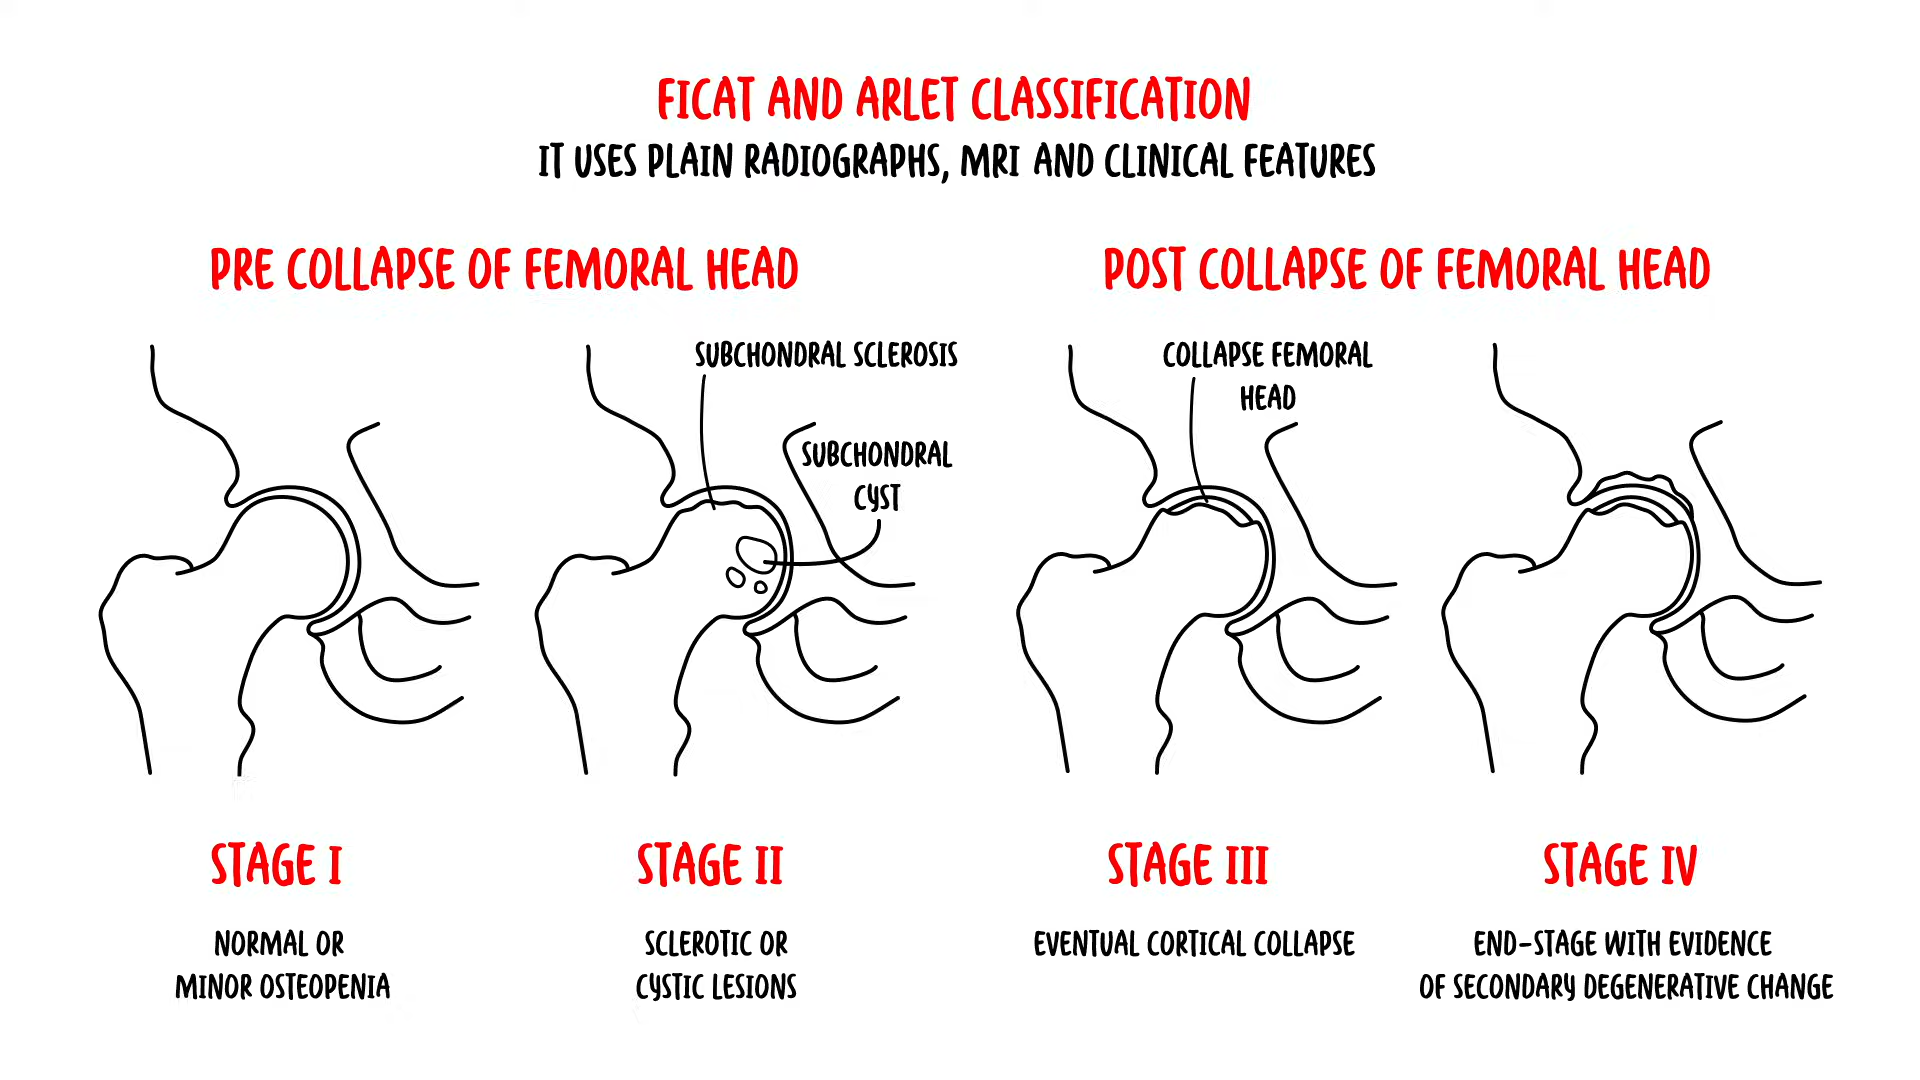 FICAT AND ARLET CLASSIFICATION
IT USES PLAIN RADIOGRAPHS, MRI AND CLINICAL FEATURES
PRE COLLAPSE OF FEMORAL HEAD
POST COLLAPSE OF FEMORAL HEAD
SUBCHONDRAL SCLEROSIS
SUBCHONDRAL
CYST
COLLAPSE FEMORAL
HEAD
STAGE I
NORMAL OR
MINOR OSTEOPENIA
STAGE II
SCLEROTIC OR
CYSTIC LESIONS
STAGE III
EVENTUAL CORTICAL COLLAPSE
STAGE IV
END-STAGE WITH EVIDENCE
OF SECONDARY DEGENERATIVE CHANGE